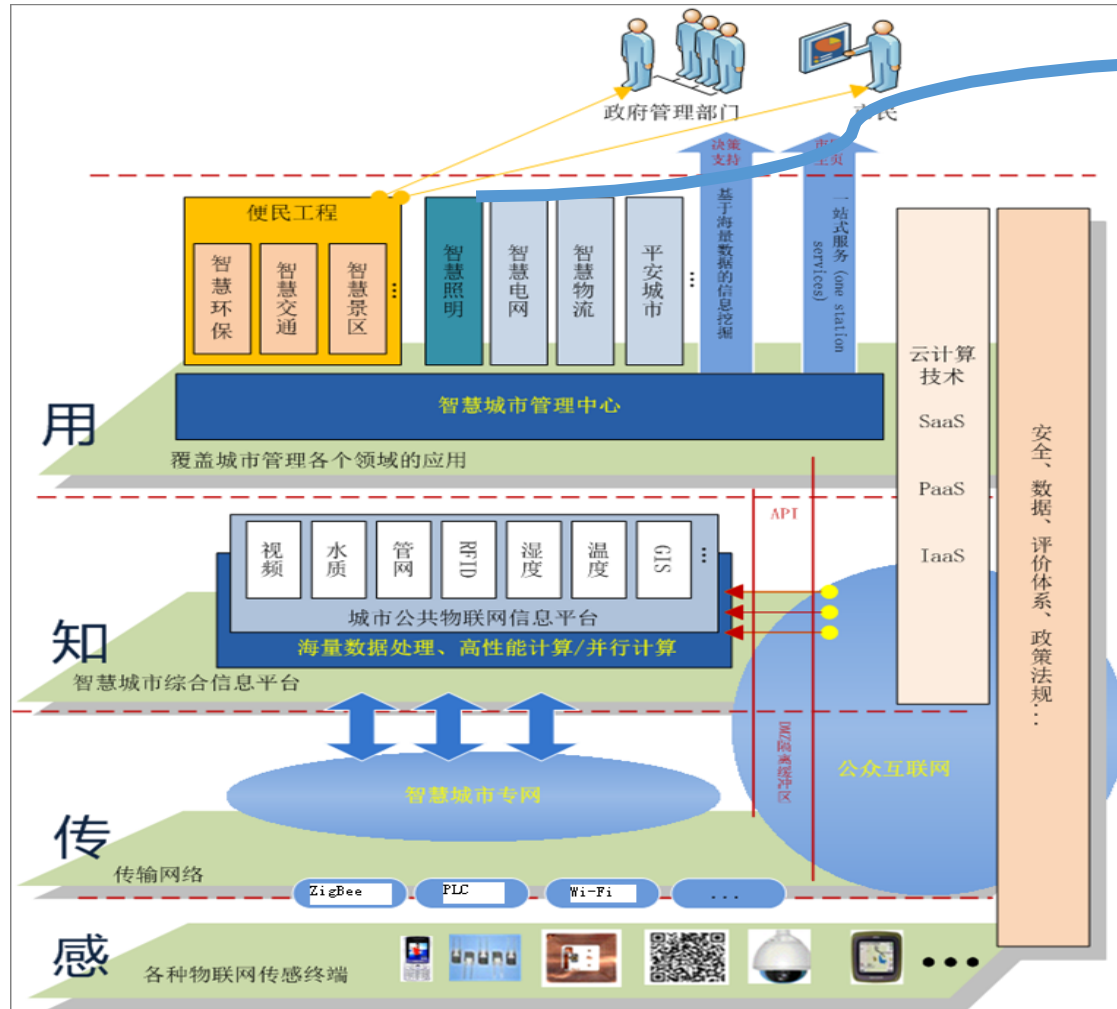 政府管理部门
民
决策
支持
基于海量数据的信息挖掘
一站式服务 (one station
services)
便民工程
智慧环保
智慧交通
智慧景区
...
智慧照明
智慧电网
智慧物流
平安城市
...
智慧城市管理中心
用
覆盖城市管理各个领域的应用
云计算
技术
SaaS
PaaS
IaaS
安全、数据、评价体系、政策法规...
API
视频
水质
管网
RFID
湿度
温度
GIS
...
城市公共物联网信息平台
海量数据处理、高性能计算/并行计算
知
智慧城市综合信息平台
DMZ隔离缓冲区
公众互联网
智慧城市专网
传
传输网络
ZigBee
PLC
Wi-Fi
...
感
各种物联网传感终端
...